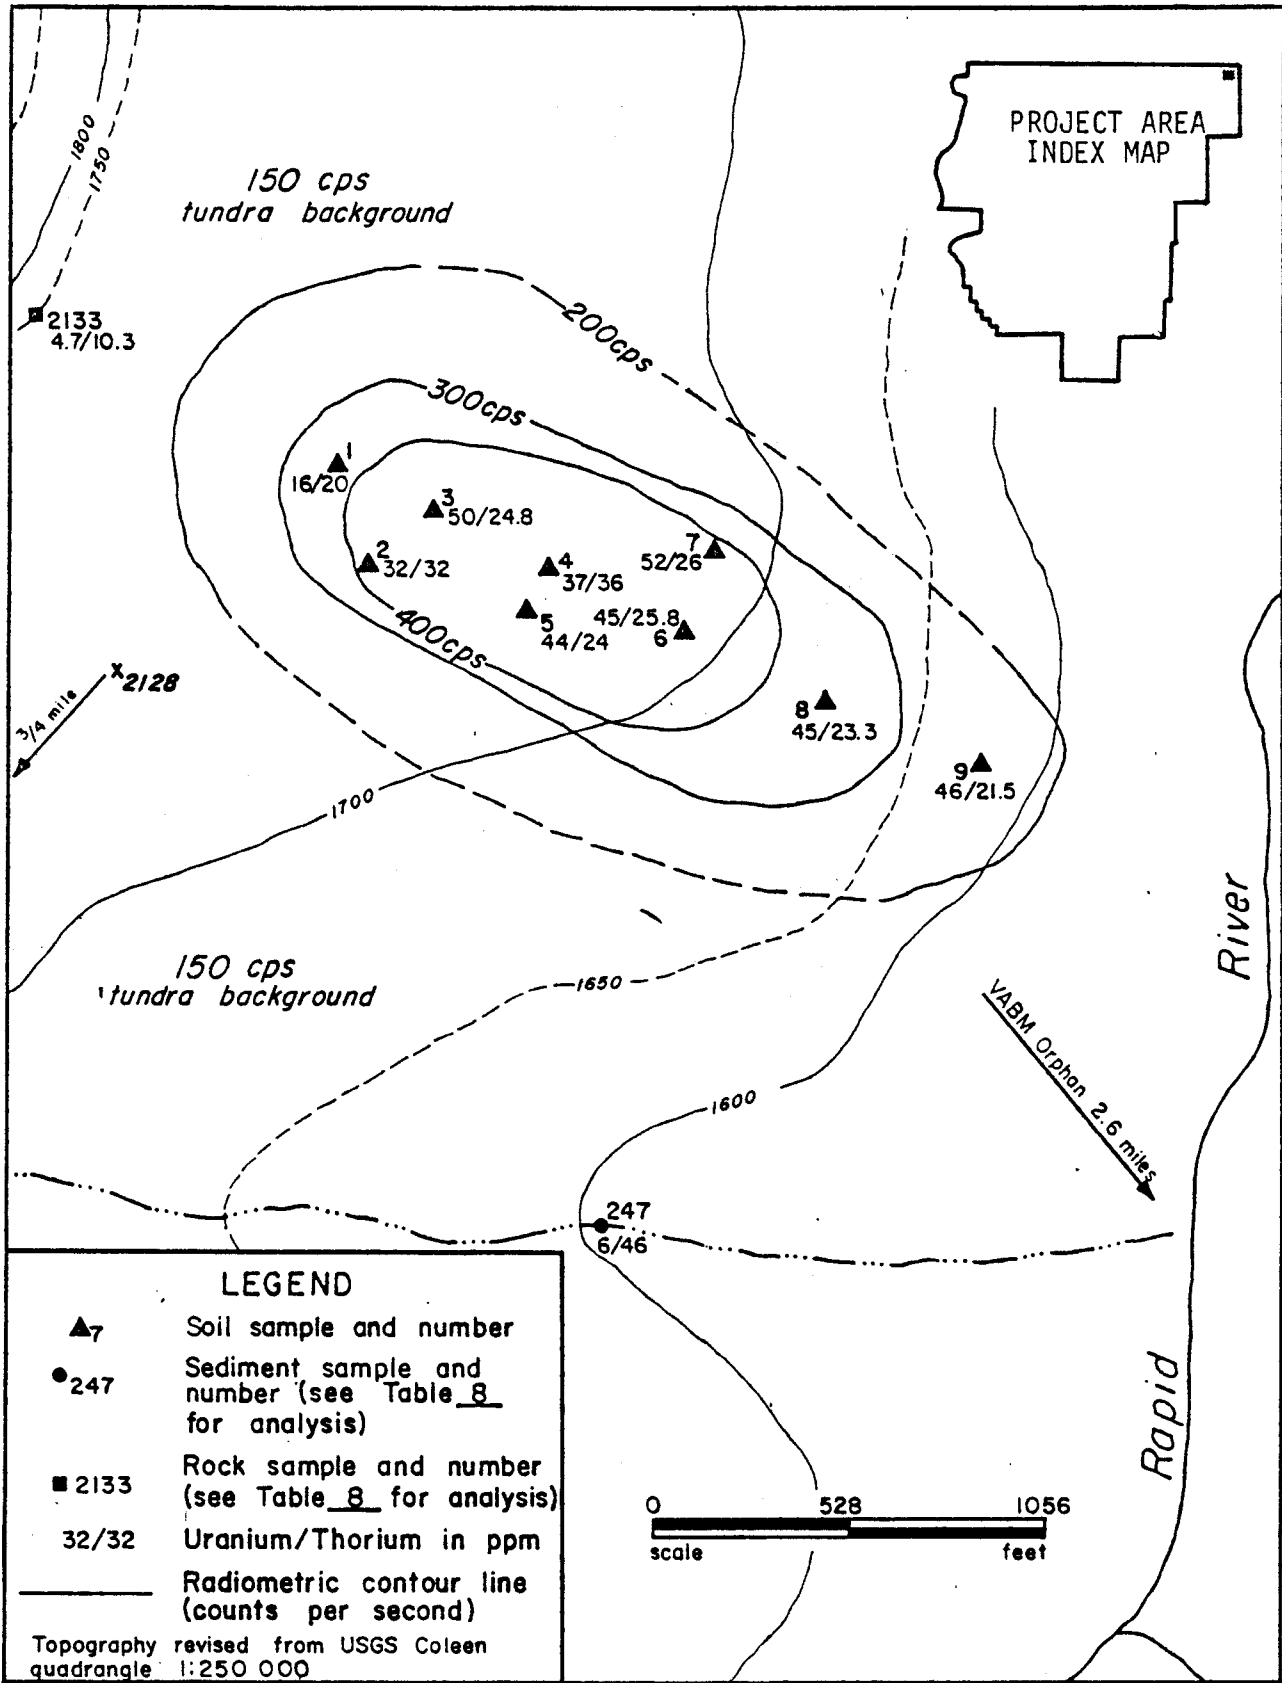 1800
1750
150 cps
tundra background
PROJECT AREA
INDEX MAP
2133
4.7/10.3
200cps
300cps
1
16/20
3
50/24.8
2
32/32
4
37/36
7
52/26
5
44/24
45/25.8
6
400cps
x 2128
3/4 mile
8
45/23.3
9
46/21.5
1700
150 cps
tundra background
1650
River
VABM Orphan 2.6 miles
1600
247
6/46
Rapid
LEGEND
7
Soil sample and number
247
Sediment sample and
number (see Table 8
for analysis)
2133
Rock sample and number
(see Table 8 for analysis)
32/32
Uranium/Thorium in ppm
Radiometric contour line
(counts per second)
Topography revised from USGS Coleen
quadrangle 1:250 000
0 528 1056
scale feet